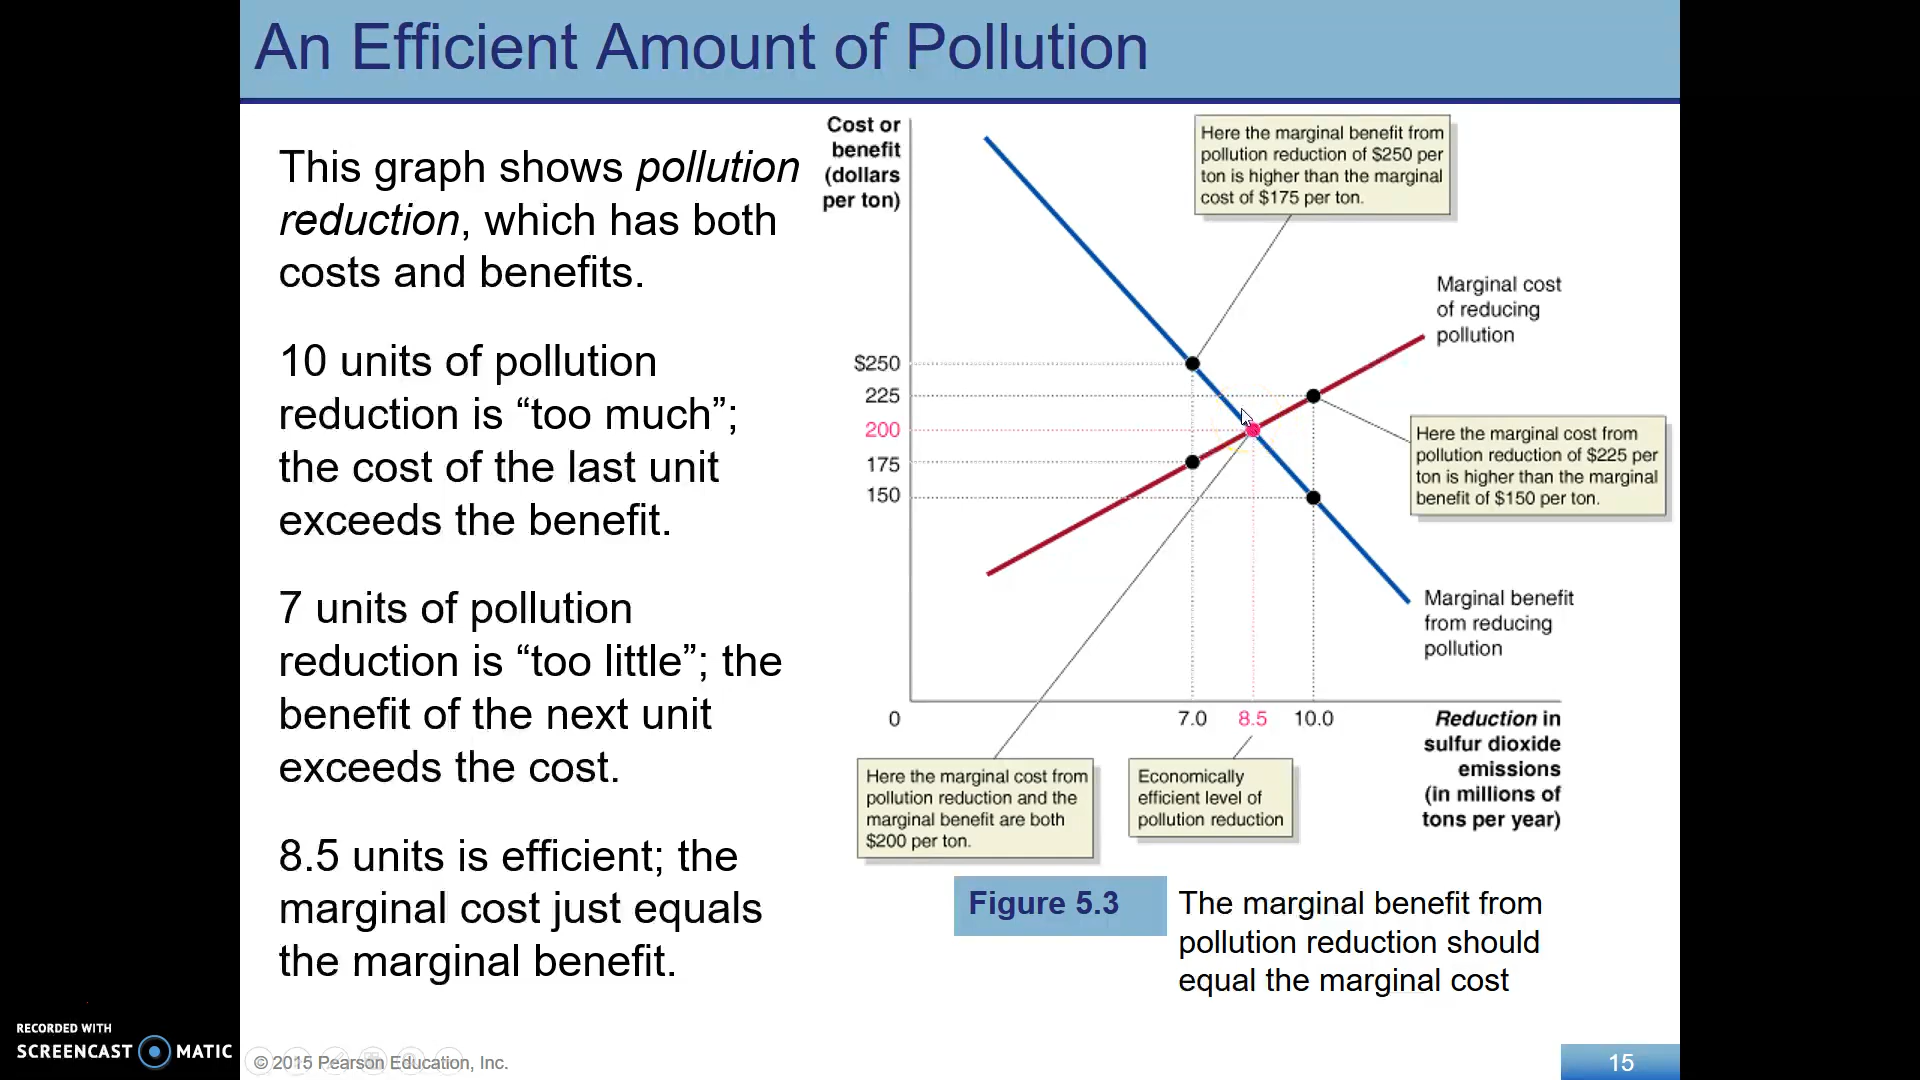 An Efficient Amount of Pollution
This graph shows pollution
reduction, which has both
costs and benefits.
10 units of pollution
reduction is “too much”;
the cost of the last unit
exceeds the benefit.
7 units of pollution
reduction is “too little”; the
benefit of the next unit
exceeds the cost.
8.5 units is efficient; the
marginal cost just equals
the marginal benefit.
Cost or
benefit
(dollars
per ton)
Here the marginal benefit from
pollution reduction of $250 per
ton is higher than the marginal
cost of $175 per ton.
Marginal cost
of reducing
pollution
$250
225
200
175
150
Here the marginal cost from
pollution reduction of $225 per
ton is higher than the marginal
benefit of $150 per ton.
Marginal benefit
from reducing
pollution
0
7.0
8.5
10.0
Reduction in
sulfur dioxide
emissions
(in millions of
tons per year)
Here the marginal cost from
pollution reduction and the
marginal benefit are both
$200 per ton.
Economically
efficient level of
pollution reduction
Figure 5.3
The marginal benefit from
pollution reduction should
equal the marginal cost
RECORDED WITH
SCREENCAST MATIC
© 2015 Pearson Education, Inc.
15